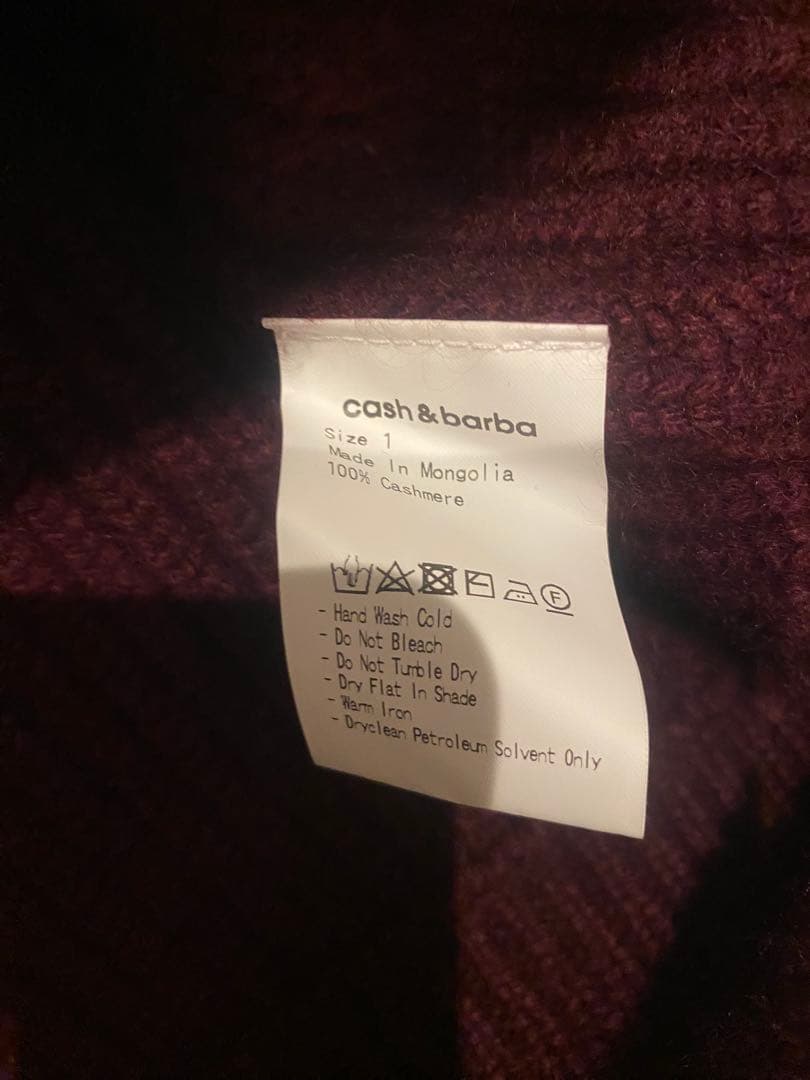 cash&barba
Size 1
Made In Mongolia
100% Cashmere
F
- Hand Wash Cold
- Do Not Bleach
- Do Not Tumble Dry
- Dry Flat In Shade
- Warm Iron
- Dryclean Petroleum Solvent Only